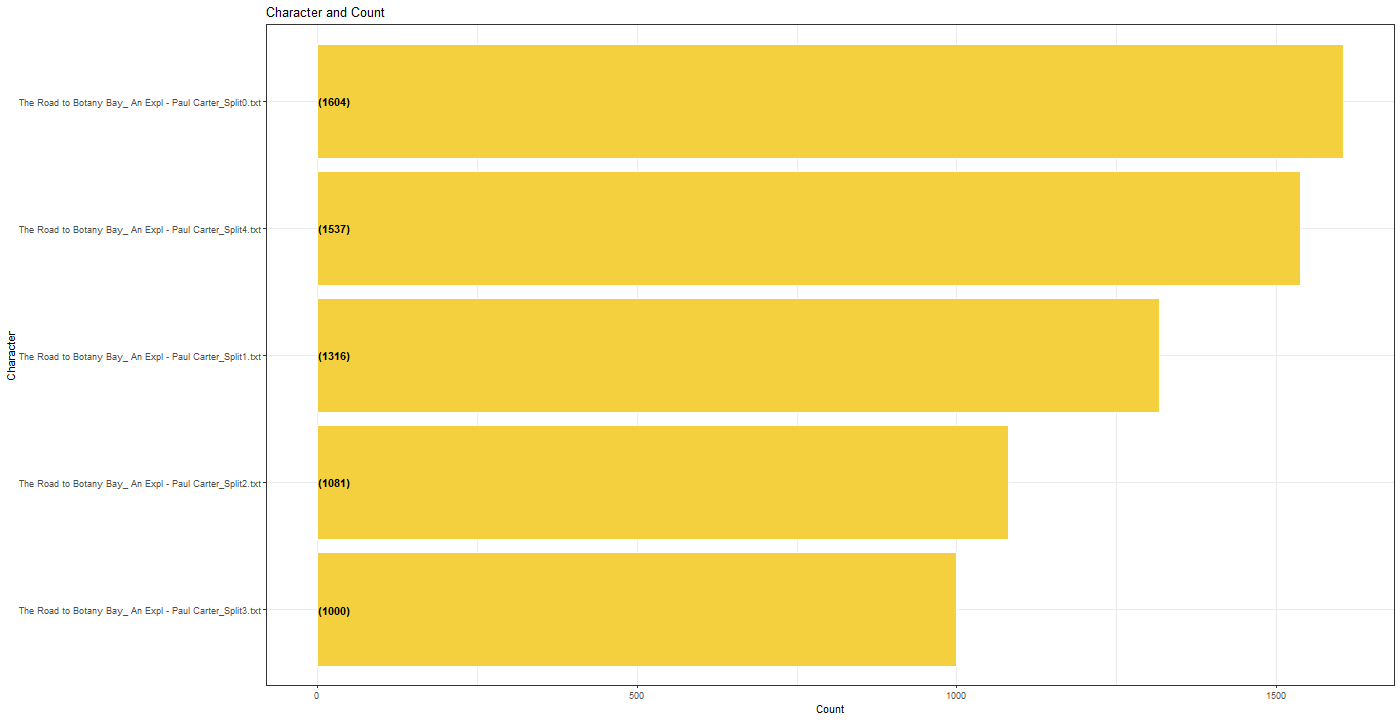 Character and Count
Character
The Road to Botany Bay_ An Expl - Paul Carter_Split0.txt
(1604)
The Road to Botany Bay_ An Expl - Paul Carter_Split4.txt
(1537)
The Road to Botany Bay_ An Expl - Paul Carter_Split1.txt
(1316)
The Road to Botany Bay_ An Expl - Paul Carter_Split2.txt
(1081)
The Road to Botany Bay_ An Expl - Paul Carter_Split3.txt
(1000)
0 500 1000 1500
Count